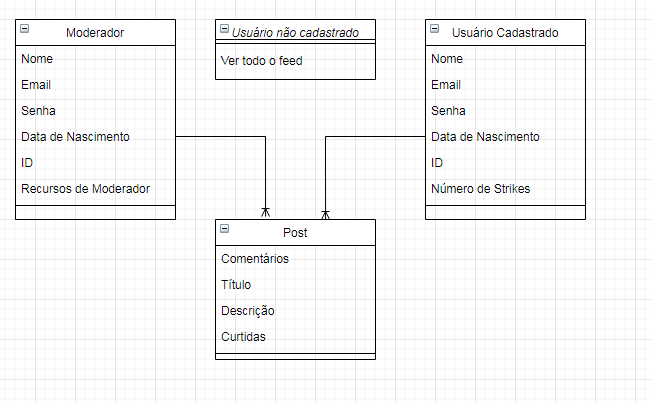 Moderador
Nome
Email
Senha
Data de Nascimento
ID
Recursos de Moderador
Usuário não cadastrado
Ver todo o feed
Usuário Cadastrado
Nome
Email
Senha
Data de Nascimento
ID
Número de Strikes
Post
Comentários
Título
Descrição
Curtidas